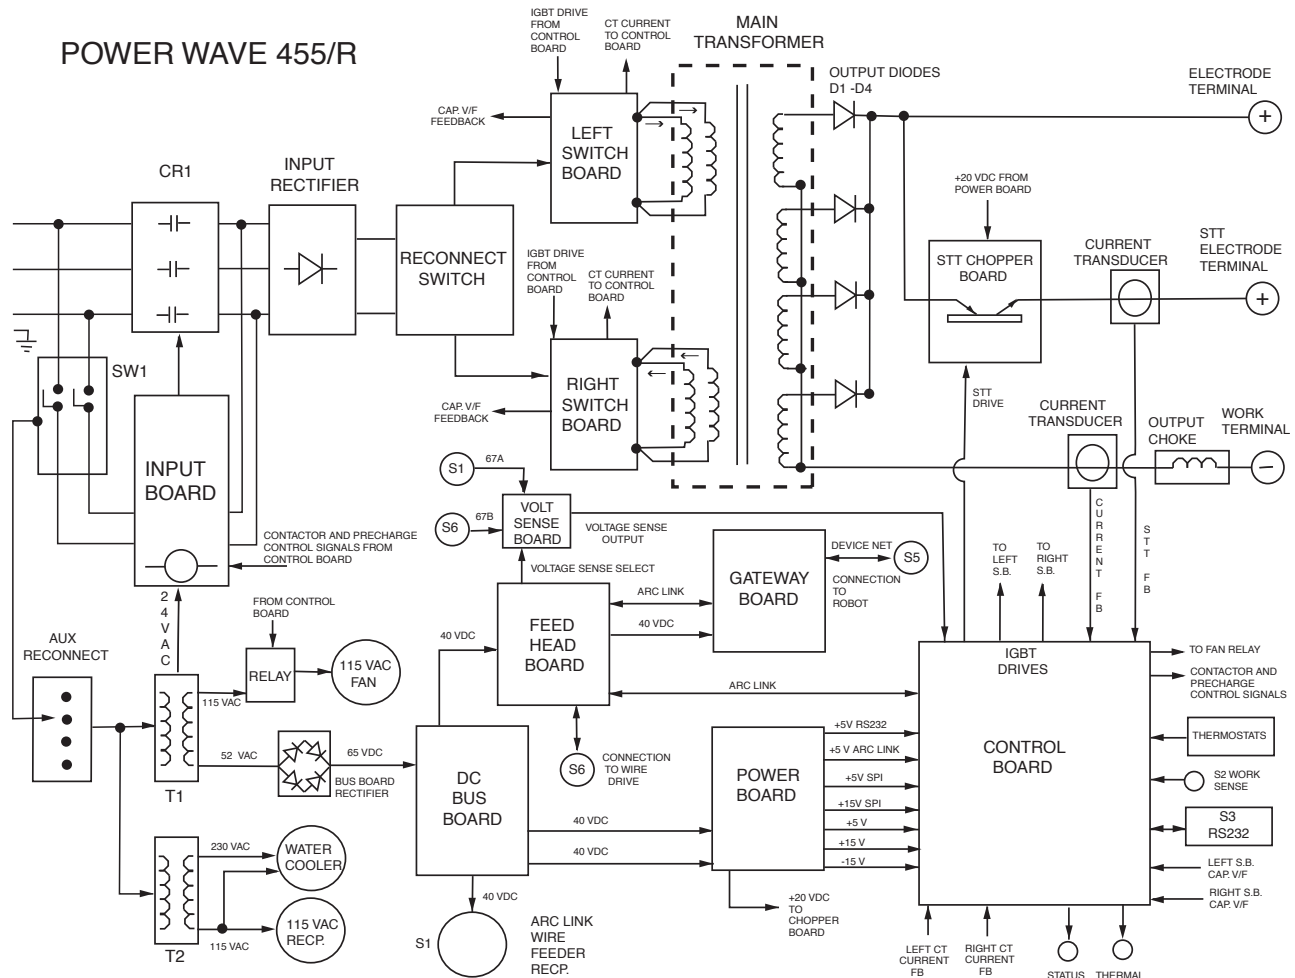 POWER WAVE 455/R
IGBT DRIVE
FROM
CONTROL
BOARD
CT CURRENT
TO CONTROL
BOARD
MAIN
TRANSFORMER
OUTPUT DIODES
D1 -D4
ELECTRODE
TERMINAL
+
CAP. V/F
FEEDBACK
LEFT
SWITCH
BOARD
CR1
INPUT
RECTIFIER
RECONNECT
SWITCH
+20 VDC FROM
POWER BOARD
STT CHOPPER
BOARD
CURRENT
TRANSDUCER
STT
ELECTRODE
TERMINAL
+
IGBT DRIVE
FROM
CONTROL
BOARD
CT CURRENT
TO CONTROL
BOARD
SW1
RIGHT
SWITCH
BOARD
CAP. V/F
FEEDBACK
STT
DRIVE
CURRENT
TRANSDUCER
OUTPUT
CHOKE
WORK
TERMINAL
–
INPUT
BOARD
S1
67A
S6
67B
VOLT
SENSE
BOARD
VOLTAGE SENSE
OUTPUT
VOLTAGE SENSE SELECT
CONTACTOR AND PRECHARGE
CONTROL SIGNALS FROM
CONTROL BOARD
GATEWAY
BOARD
DEVICE NET
S5
CONNECTION
TO
ROBOT
TO
LEFT
S.B.
TO
RIGHT
S.B.
CURRENT FB
STT FB
24VAC
FROM CONTROL
BOARD
FEED
HEAD
BOARD
ARC LINK
40 VDC
40 VDC
AUX
RECONNECT
RELAY
115 VAC
FAN
115 VAC
ARC LINK
IGBT
DRIVES
CONTROL
BOARD
TO FAN RELAY
CONTACTOR AND
PRECHARGE
CONTROL SIGNALS
THERMOSTATS
S2 WORK
SENSE
S3
RS232
LEFT S.B.
CAP. V/F
RIGHT S.B.
CAP. V/F
52 VAC
65 VDC
BUS BOARD
RECTIFIER
T1
DC
BUS
BOARD
S6
CONNECTION
TO WIRE
DRIVE
POWER
BOARD
+5V RS232
+5 V ARC LINK
+5V SPI
+15V SPI
+5 V
+15 V
-15 V
40 VDC
40 VDC
230 VAC
WATER
COOLER
115 VAC
RECP.
115 VAC
T2
40 VDC
S1
ARC LINK
WIRE
FEEDER
RECP.
+20 VDC
TO
CHOPPER
BOARD
LEFT CT
CURRENT
FB
RIGHT CT
CURRENT
FB
STATUS
THERMAL